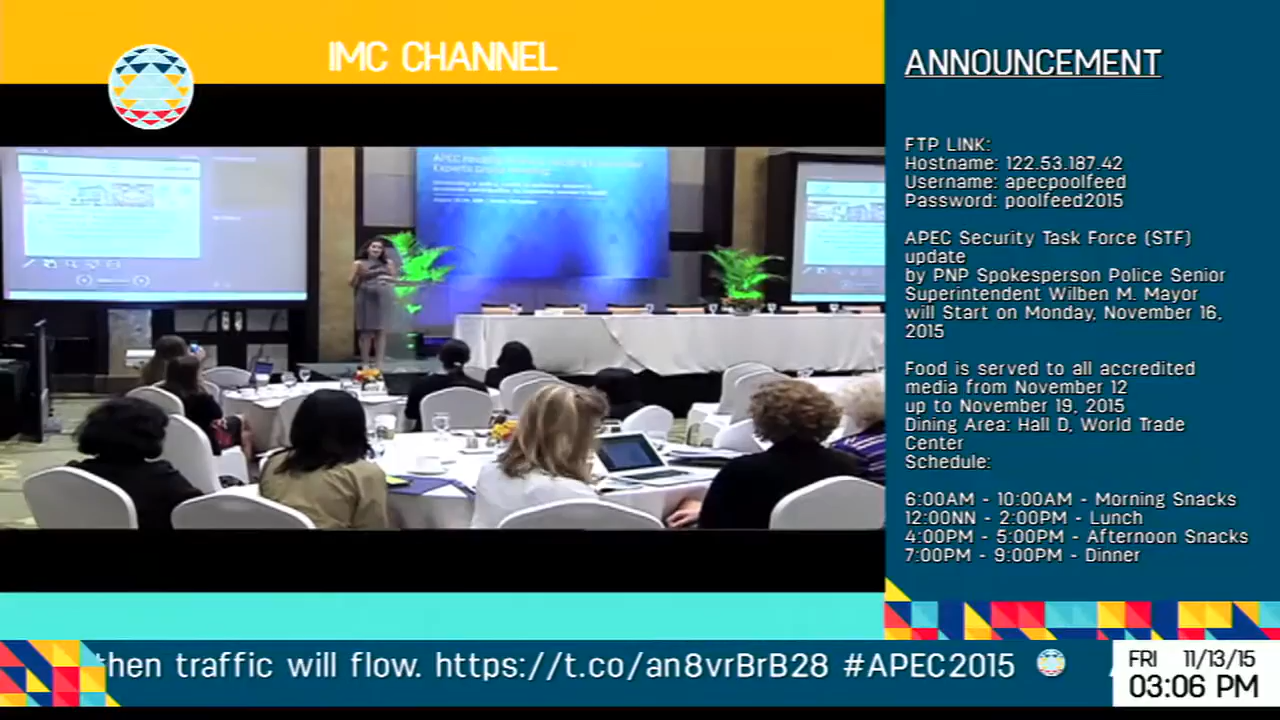 IMC CHANNEL
ANNOUNCEMENT
FTP LINK:
Hostname: 122.53.187.42
Username: apecpoolfeed
Password: poolfeed2015
APEC Security Task Force (STF)
update
by PNP Spokesperson Police Senior
Superintendent Wilben M. Mayor
will Start on Monday, November 16,
2015
Food is served to all accredited
media from November 12
up to November 19, 2015
Dining Area: Hall D, World Trade
Center
Schedule:
6:00AM - 10:00AM - Morning Snacks
12:00NN - 2:00PM - Lunch
4:00PM - 5:00PM - Afternoon Snacks
7:00PM - 9:00PM - Dinner
then traffic will flow. https://t.co/an8vrBrB28 #APEC2015
FRI 11/13/15
03:06 PM